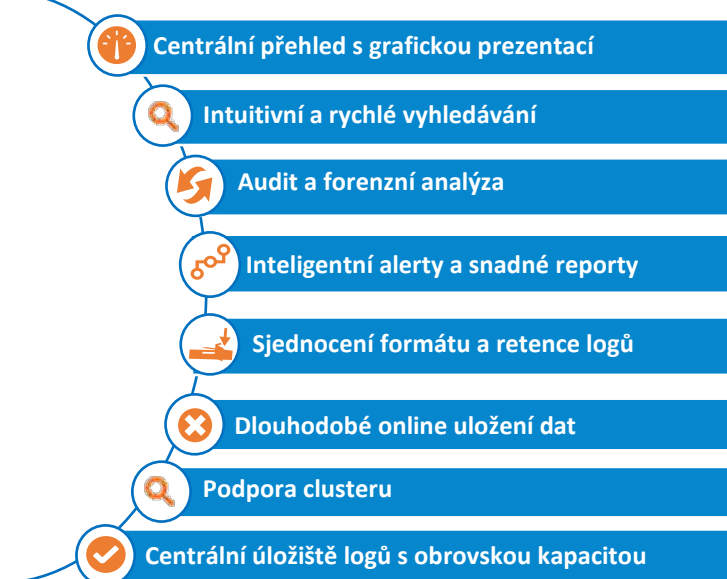 Centrální přehled s grafickou prezentací
Intuitivní a rychlé vyhledávání
Audit a forenzní analýza
Inteligentní alerty a snadné reporty
Sjednocení formátu a retence logů
Dlouhodobé online uložení dat
Podpora clusteru
Centrální úložiště logů s obrovskou kapacitou